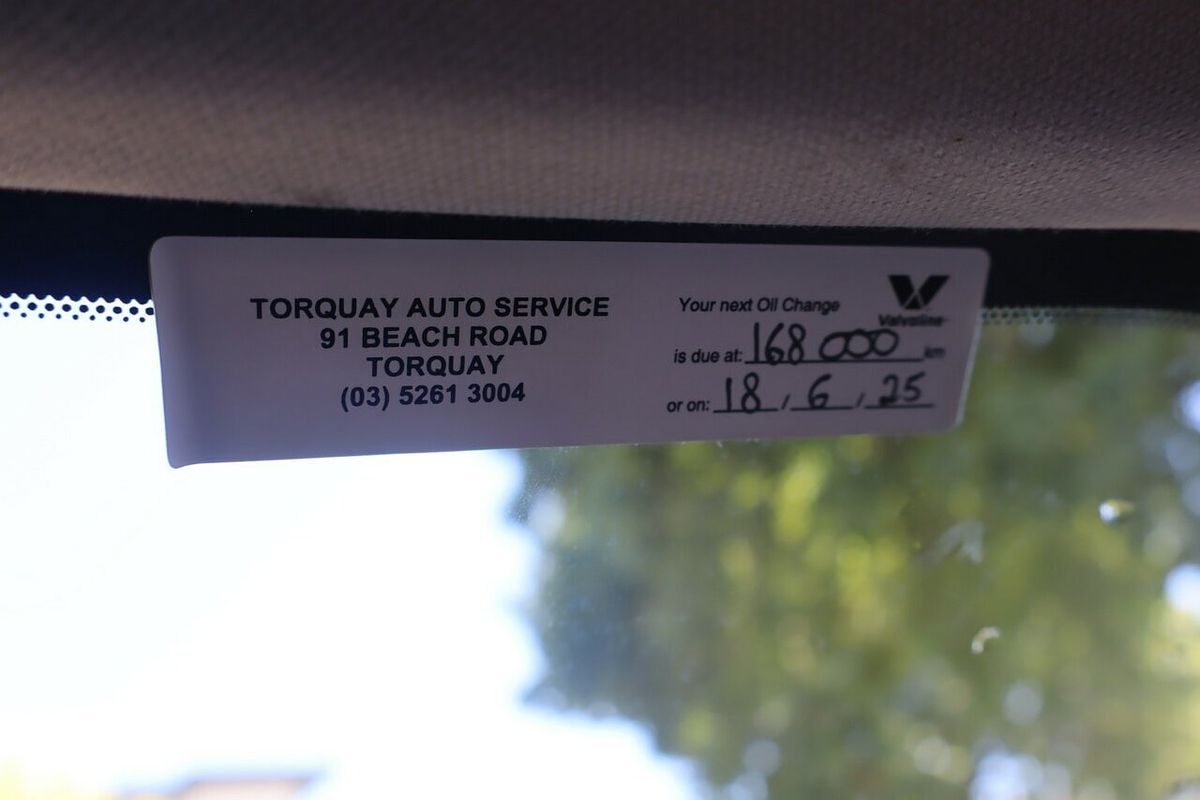 TORQUAY AUTO SERVICE
91 BEACH ROAD
TORQUAY
(03) 5261 3004
Your next Oil Change
Valvoline
is due at: 168 000 km
or on: 18 / 6 / 25